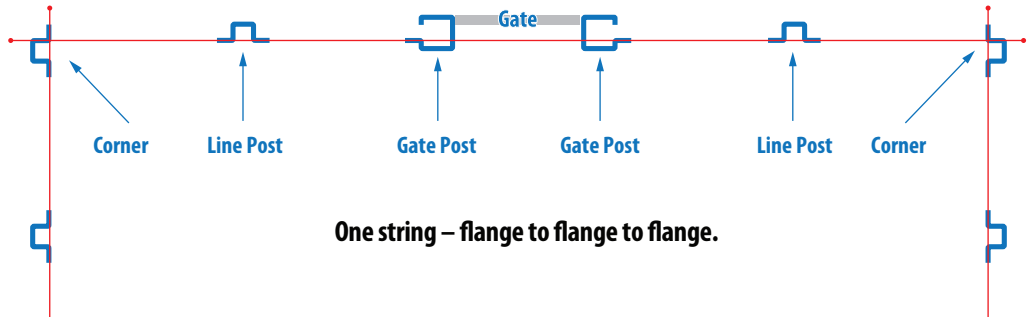 Gate
Corner
Line Post
Gate Post
Gate Post
Line Post
Corner
One string – flange to flange to flange.